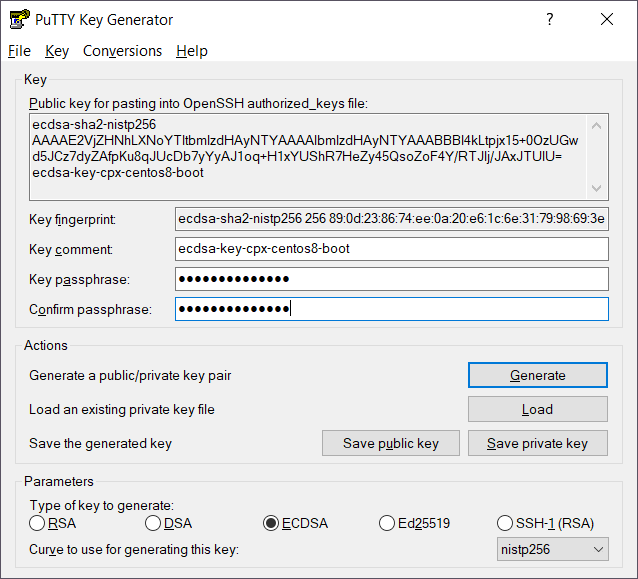 PuTTY Key Generator
File Key Conversions Help
Key
Public key for pasting into OpenSSH authorized_keys file:
ecdsa-sha2-nistp256
AAAAE2VjZHNhLXNoYTItbmlzdHAyNTYAAAAIbmlzdHAyNTYAAABBBI4kLtpjx15+0OzUGw
d5JCz7dyZAfpKu8qJUcDb7yYyAJ1oq+H1xYUShR7HeZy45QsoZoF4Y/RTJlj/JAxJTUIU=
ecdsa-key-cpx-centos8-boot
Key fingerprint: ecdsa-sha2-nistp256 256 89:0d:23:86:74:ee:0a:20:e6:1c:6e:31:79:98:69:3e
Key comment: ecdsa-key-cpx-centos8-boot
Key passphrase: ●●●●●●●●●●●●●●
Confirm passphrase: ●●●●●●●●●●●●●●
Actions
Generate a public/private key pair Generate
Load an existing private key file Load
Save the generated key Save public key Save private key
Parameters
Type of key to generate:
RSA DSA ECDSA Ed25519 SSH-1 (RSA)
Curve to use for generating this key: nistp256